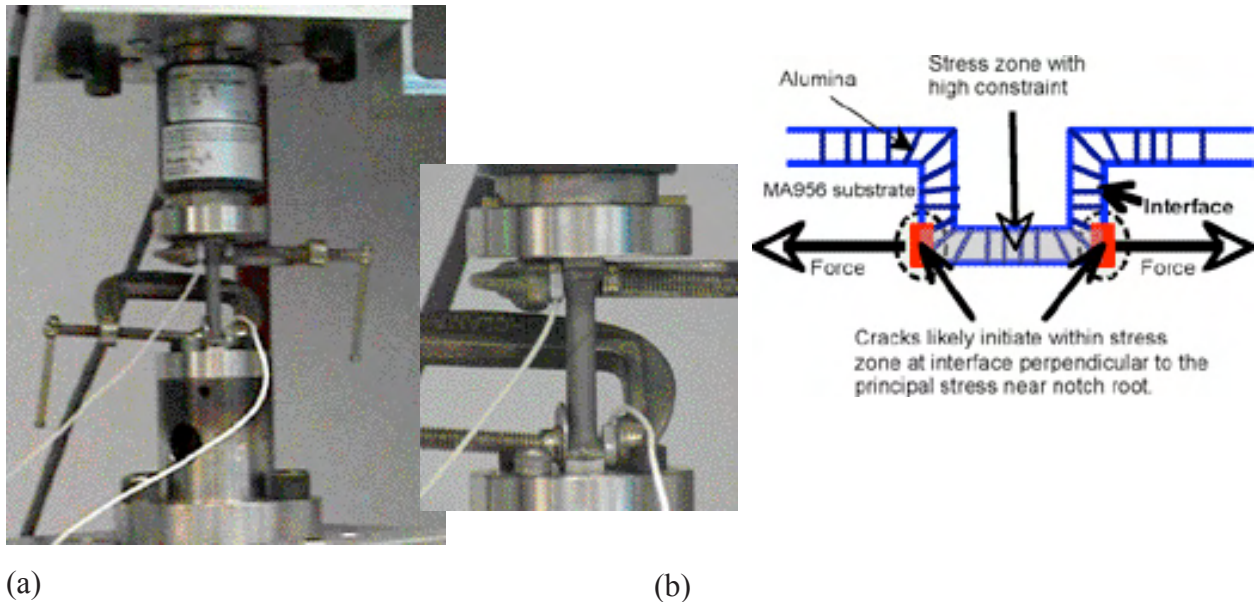 Stress zone with
high constraint
Alumina
MA956 substrate
Interface
Force
Force
Cracks likely initiate within stress
zone at interface perpendicular to the
principal stress near notch root.
(a)
(b)